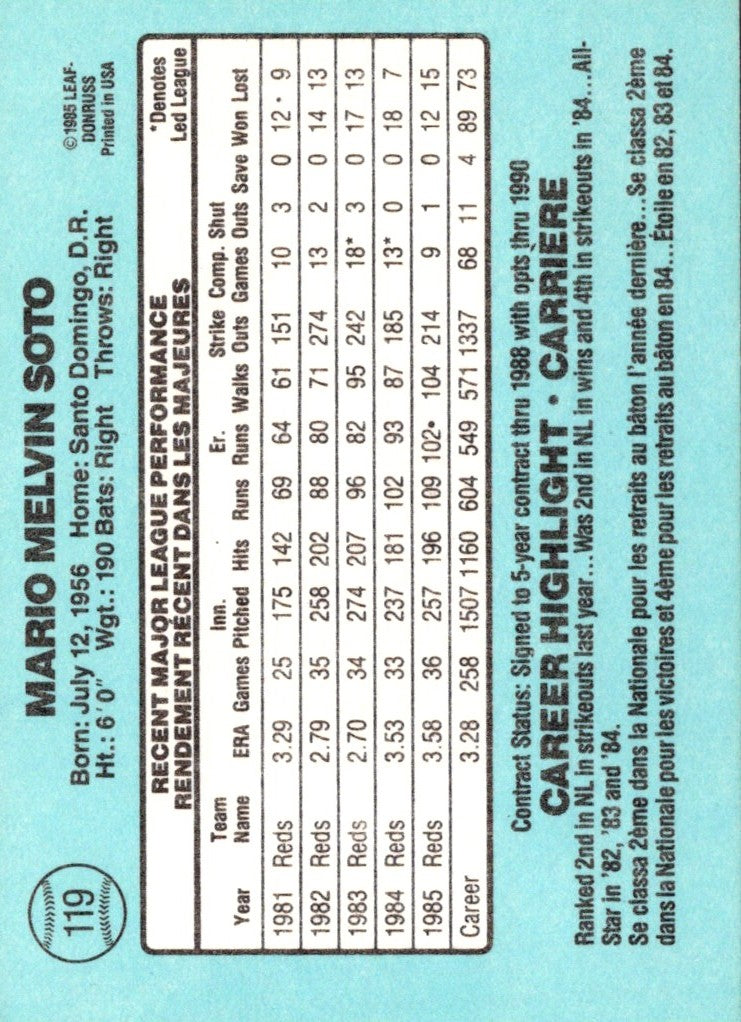 119
MARIO MELVIN SOTO
Born: July 12, 1956 Home: Santo Domingo, D.R.
Ht.: 6'0" Wgt.: 190 Bats: Right Throws: Right
© 1985 LEAF-
DONRUSS
Printed in USA
RECENT MAJOR LEAGUE PERFORMANCE
RENDEMENT RÉCENT DANS LES MAJEURES
*Denotes
Led League
Team Inn. Er. Strike Comp. Shut
Year Name ERA Games Pitched Hits Runs Runs Walks Outs Games Outs Save Won Lost
1981 Reds 3.29 25 175 142 69 64 61 151 10 3 0 12 • 9
1982 Reds 2.79 35 258 202 88 80 71 274 13 2 0 14 13
1983 Reds 2.70 34 274 207 96 82 95 242 18* 3 0 17 13
1984 Reds 3.53 33 237 181 102 93 87 185 13* 0 0 18 7
1985 Reds 3.58 36 257 196 109 102• 104 214 9 1 0 12 15
Career 3.28 258 1507 1160 604 549 571 1337 68 11 4 89 73
Contract Status: Signed to 5-year contract thru 1988 with opts thru 1990
CAREER HIGHLIGHT • CARRIERE
Ranked 2nd in NL in strikeouts last year...Was 2nd in NL in wins and 4th in strikeouts in '84...All-
Star in '82, '83 and '84.
Se classa 2ème dans la Nationale pour les retraits au bâton l'année dernière...Se classa 2ème
dans la Nationale pour les victoires et 4ème pour les retraits au bâton en 84...Étoile en 82, 83 et 84.